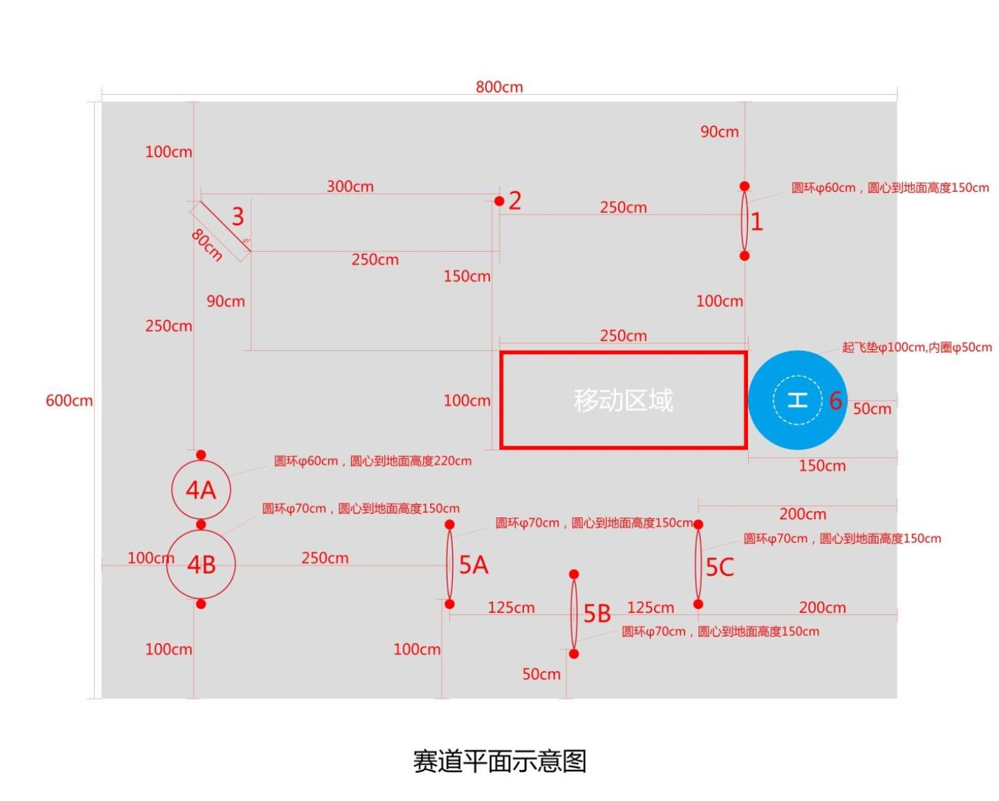 800cm
90cm
100cm
300cm
圆环φ60cm，圆心到地面高度150cm
2
250cm
3
1
45°
80cm
250cm
150cm
90cm
100cm
250cm
250cm
起飞垫φ100cm,内圈φ50cm
600cm
100cm
移动区域
H
6
50cm
圆环φ60cm，圆心到地面高度220cm
150cm
4A
圆环φ70cm，圆心到地面高度150cm
200cm
圆环φ70cm，圆心到地面高度150cm
圆环φ70cm，圆心到地面高度150cm
100cm
4B
250cm
5A
5C
125cm
5B
125cm
200cm
圆环φ70cm，圆心到地面高度150cm
100cm
100cm
50cm
赛道平面示意图